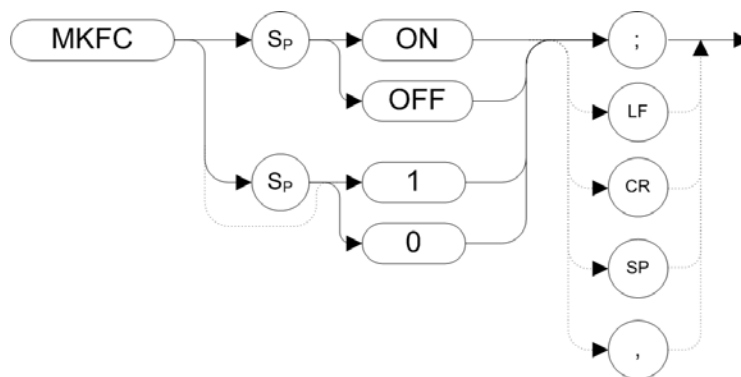 MKFC SP ON ;
OFF
LF
SP 1 CR
0 SP
,